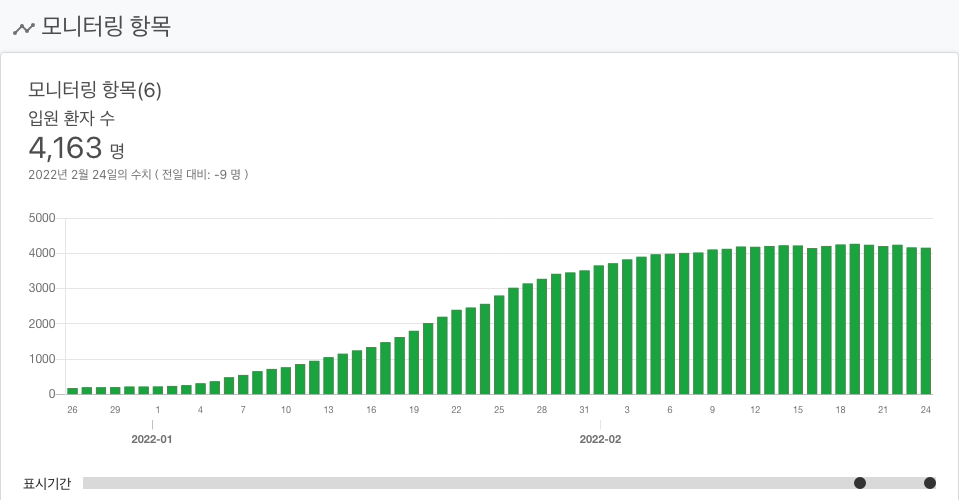 모니터링 항목
모니터링 항목(6)
입원 환자 수
4,163 명
2022년 2월 24일의 수치 ( 전일 대비: -9 명 )
5000
4000
3000
2000
1000
0
26 29 1 4 7 10 13 16 19 22 25 28 31 3 6 9 12 15 18 21 24
2022-01 2022-02
표시기간